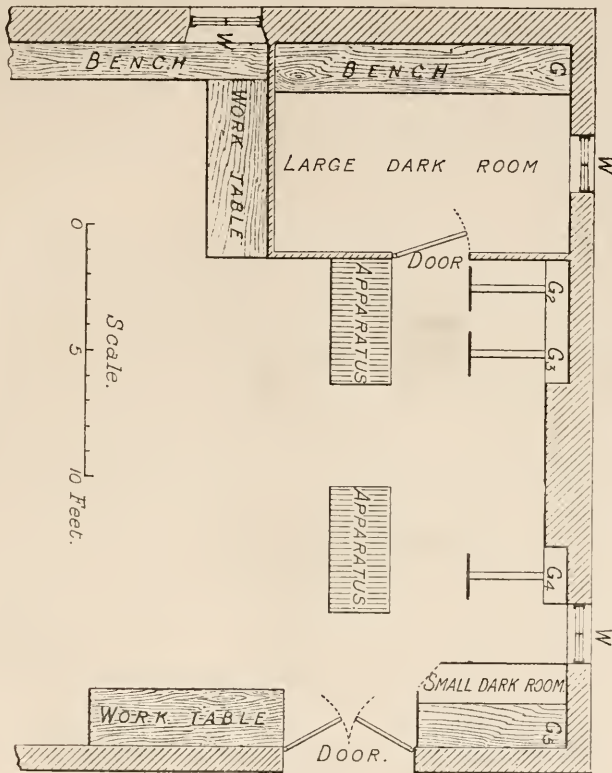 W
BENCH
BENCH
G1
WORK TABLE
LARGE DARK ROOM
W
DOOR
G2
APPARATUS
G3
0
5
10 Feet.
Scale.
APPARATUS
G4
W
SMALL DARK ROOM
WORK TABLE
G5
DOOR.